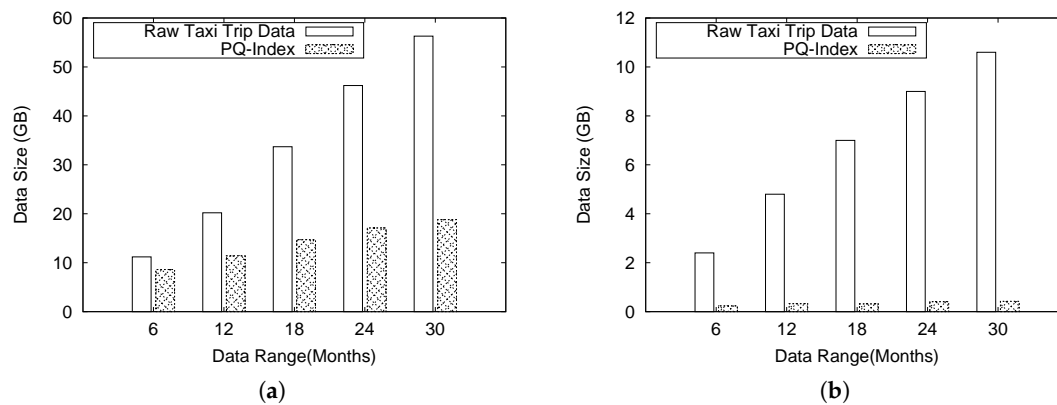 60
50
40
30
20
10
0
Data Size (GB)
Raw Taxi Trip Data
PQ-Index
6 12 18 24 30
Data Range(Months)
(a)
12
10
8
6
4
2
0
Data Size (GB)
Raw Taxi Trip Data
PQ-Index
6 12 18 24 30
Data Range(Months)
(b)